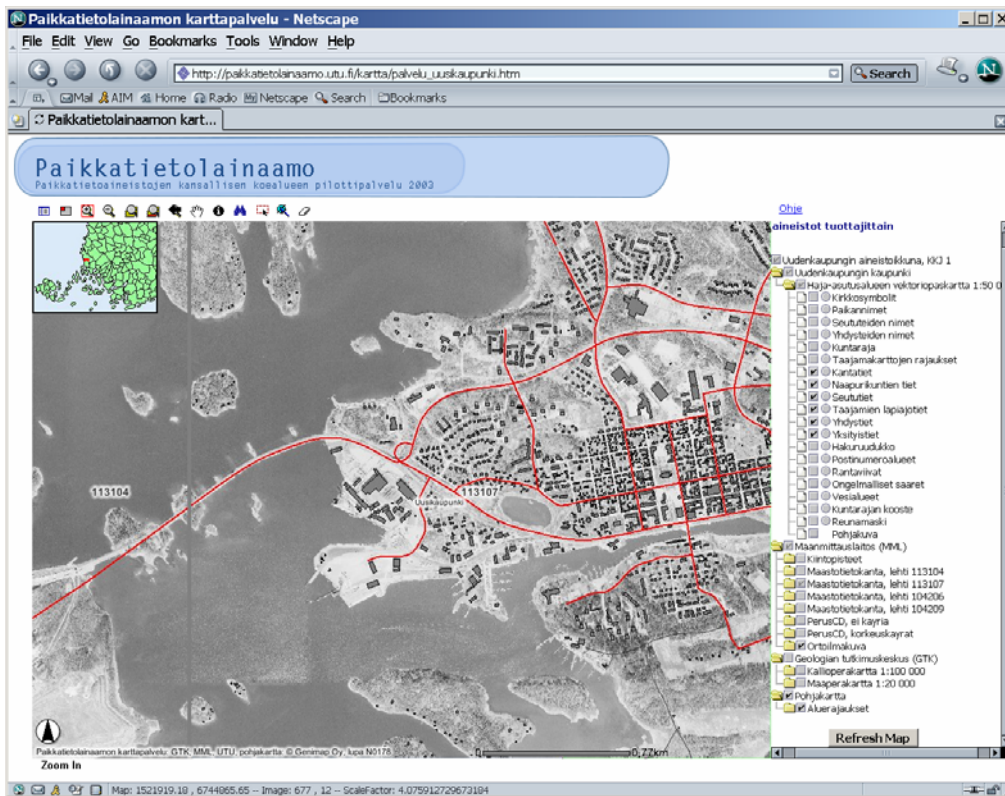 Paikkatietolainaamon karttapalvelu - Netscape
File Edit View Go Bookmarks Tools Window Help
http://paikkatietolainaamo.utu.fi/kartta/palvelu_uusikaupunki.htm
Search
Mail AIM Home Radio Netscape Search Bookmarks
Paikkatietolainaamon kart...
Paikkatietolainaamo
Paikkatietoaineistojen kansallisen koealueen pilottipalvelu 2003
Ohje
aineistot tuottajittain
Uudenkaupungin aineistoikkuna, KKJ 1
Uudenkaupungin kaupunki
Haja-asutusalueen vektoriopaskartta 1:50 0
Kirkkosymbolit
Paikannimet
Seututeiden nimet
Yhdysteiden nimet
Kuntaraja
Taajamakarttojen rajaukset
Kantatiet
Naapurikuntien tiet
Seututiet
Taajamien lapiajotiet
Yhdystiet
Yksityistiet
Hakuruudukko
Postinumeroalueet
Rantaviivat
Ongelmalliset saaret
Vesialueet
Kuntarajan kooste
Reunamaski
Pohjakuva
Maanmittauslaitos (MML)
Kiintopisteet
Maastotietokanta, lehti 113104
Maastotietokanta, lehti 113107
Maastotietokanta, lehti 104206
Maastotietokanta, lehti 104209
PerusCD, ei kayria
PerusCD, korkeuskayrat
Ortoilmakuva
Geologian tutkimuskeskus (GTK)
Kallioperakartta 1:100 000
Maaperakartta 1:20 000
Pohjakartta
Aluerajaukset
Refresh Map
113104
113107
Uusikaupunki
Paikkatietolainaamon karttapalvelu: GTK, MML, UTU, pohjakartta: © Genimap Oy, lupa N0178
0 0,77km
Zoom In
Map: 1521919.18 , 6744865.65 -- Image: 677 , 12 -- ScaleFactor: 4.075912729673184